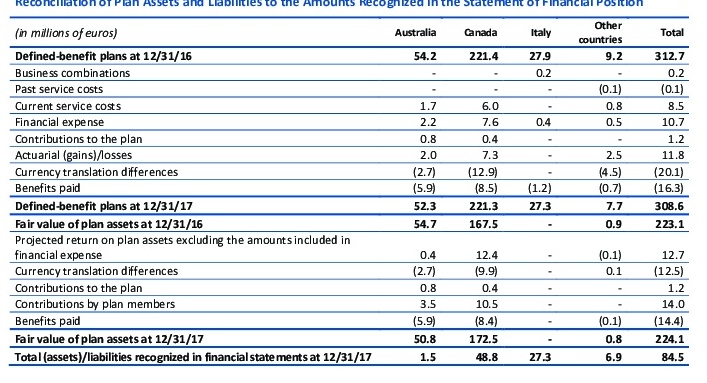 Reconciliation of Plan Assets and Liabilities to the Amounts Recognized in the Statement of Financial Position
(in millions of euros) Australia Canada Italy Other countries Total
Defined-benefit plans at 12/31/16 54.2 221.4 27.9 9.2 312.7
Business combinations - - 0.2 - 0.2
Past service costs - - - (0.1) (0.1)
Current service costs 1.7 6.0 0.8 8.5
Financial expense 2.2 7.6 0.4 0.5 10.7
Contributions to the plan 0.8 0.4 - - 1.2
Actuarial (gains)/losses 2.0 7.3 - 2.5 11.8
Currency translation differences (2.7) (12.9) - (4.5) (20.1)
Benefits paid (5.9) (8.5) (1.2) (0.7) (16.3)
Defined-benefit plans at 12/31/17 52.3 221.3 27.3 7.7 308.6
Fair value of plan assets at 12/31/16 54.7 167.5 - 0.9 223.1
Projected return on plan assets excluding the amounts included in
financial expense 0.4 12.4 - (0.1) 12.7
Currency translation differences (2.7) (9.9) - 0.1 (12.5)
Contributions to the plan 0.8 0.4 - - 1.2
Contributions by plan members 3.5 10.5 - - 14.0
Benefits paid (5.9) (8.4) - (0.1) (14.4)
Fair value of plan assets at 12/31/17 50.8 172.5 - 0.8 224.1
Total (assets)/liabilities recognized in financial statements at 12/31/17 1.5 48.8 27.3 6.9 84.5